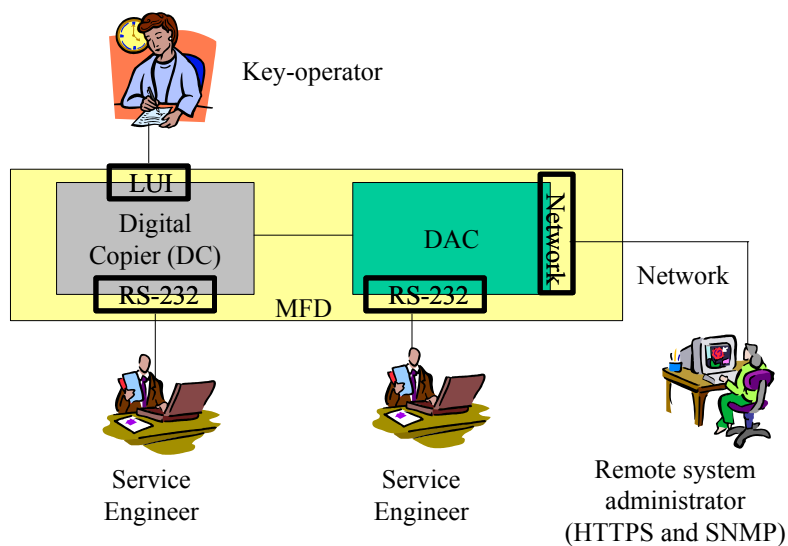 Key-operator
LUI
Digital
Copier (DC)
RS-232
DAC
RS-232
Network
MFD
Network
Service
Engineer
Service
Engineer
Remote system
administrator
(HTTPS and SNMP)